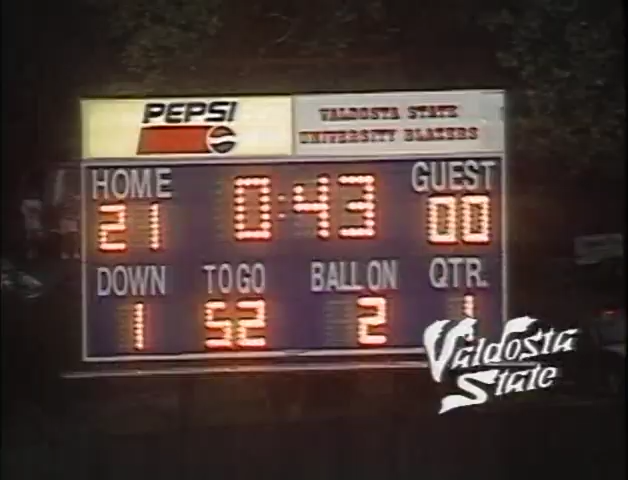 PEPSI
VALDOSTA STATE
UNIVERSITY BLAZERS
HOME GUEST
21 0:43 00
DOWN TO GO BALL ON QTR.
1 52 2 1
Valdosta
State